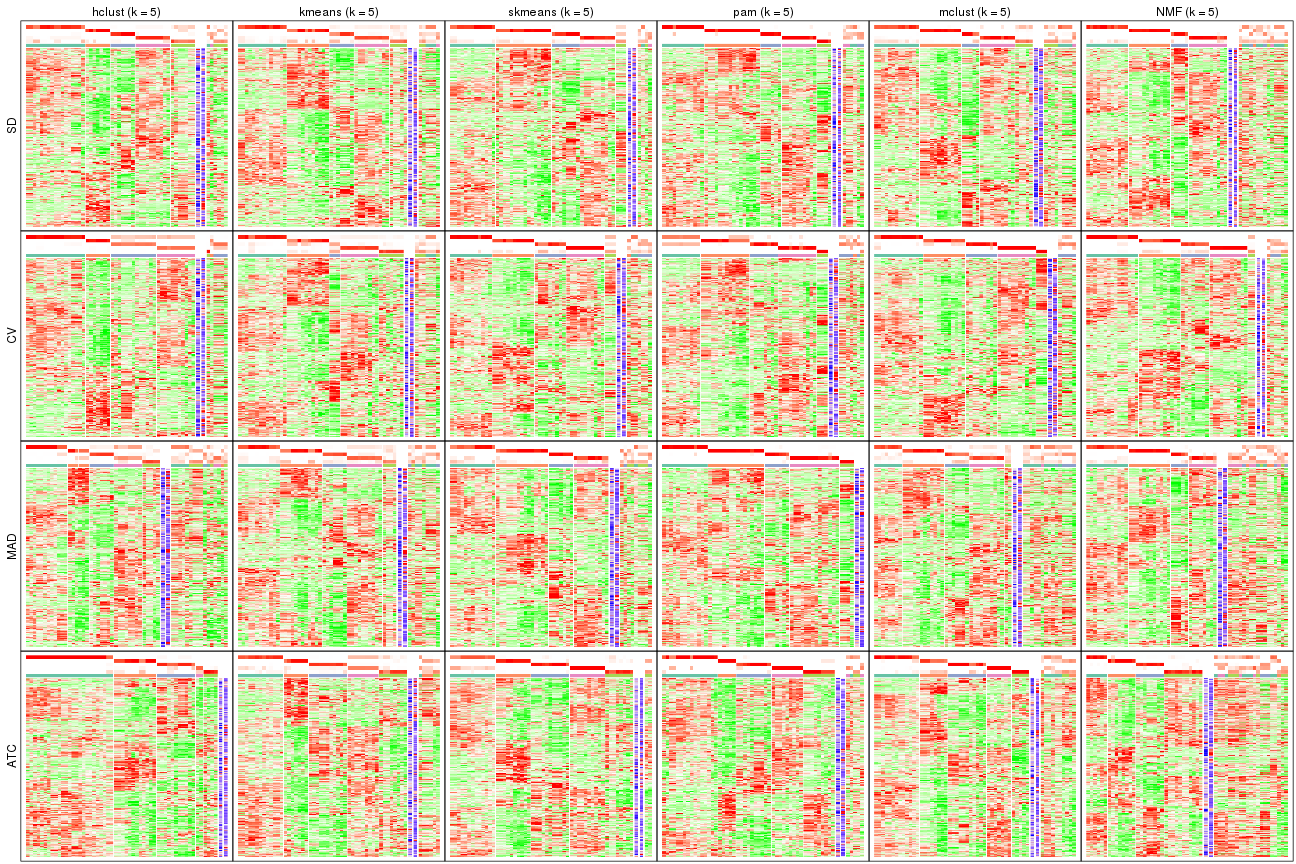 hclust (k = 5)
kmeans (k = 5)
skmeans (k = 5)
pam (k = 5)
mclust (k = 5)
NMF (k = 5)
SD
CV
MAD
ATC